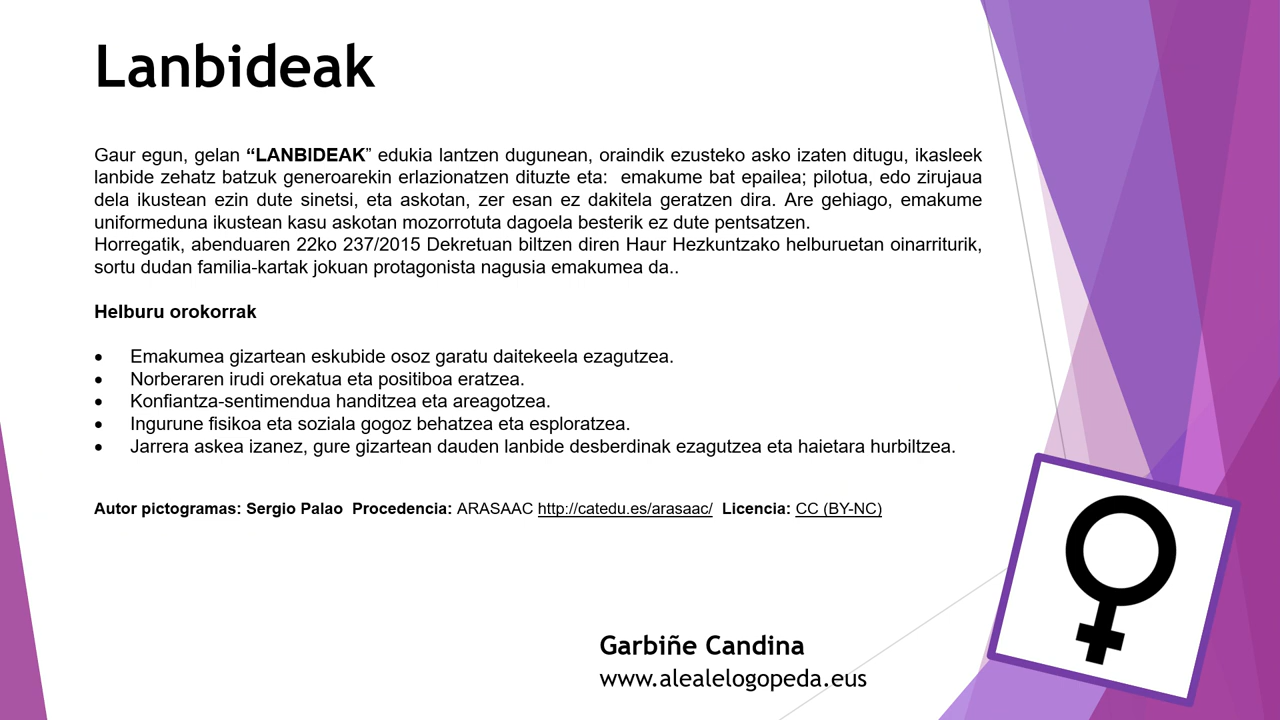 Lanbideak
Gaur egun, gelan “LANBIDEAK” edukia lantzen dugunean, oraindik ezusteko asko izaten ditugu, ikasleek
lanbide zehatz batzuk generoarekin erlazionatzen dituzte eta:  emakume bat epailea; pilotua, edo zirujaua
dela ikustean ezin dute sinetsi, eta askotan, zer esan ez dakitela geratzen dira. Are gehiago, emakume
uniformeduna ikustean kasu askotan mozorrotuta dagoela besterik ez dute pentsatzen.
Horregatik, abenduaren 22ko 237/2015 Dekretuan biltzen diren Haur Hezkuntzako helburuetan oinarriturik,
sortu dudan familia-kartak jokuan protagonista nagusia emakumea da..
Helburu orokorrak
• Emakumea gizartean eskubide osoz garatu daitekeela ezagutzea.
• Norberaren irudi orekatua eta positiboa eratzea.
• Konfiantza-sentimendua handitzea eta areagotzea.
• Ingurune fisikoa eta soziala gogoz behatzea eta esploratzea.
• Jarrera askea izanez, gure gizartean dauden lanbide desberdinak ezagutzea eta haietara hurbiltzea.
Autor pictogramas: Sergio Palao  Procedencia: ARASAAC http://catedu.es/arasaac/  Licencia: CC (BY-NC)
Garbiñe Candina
www.alealelogopeda.eus